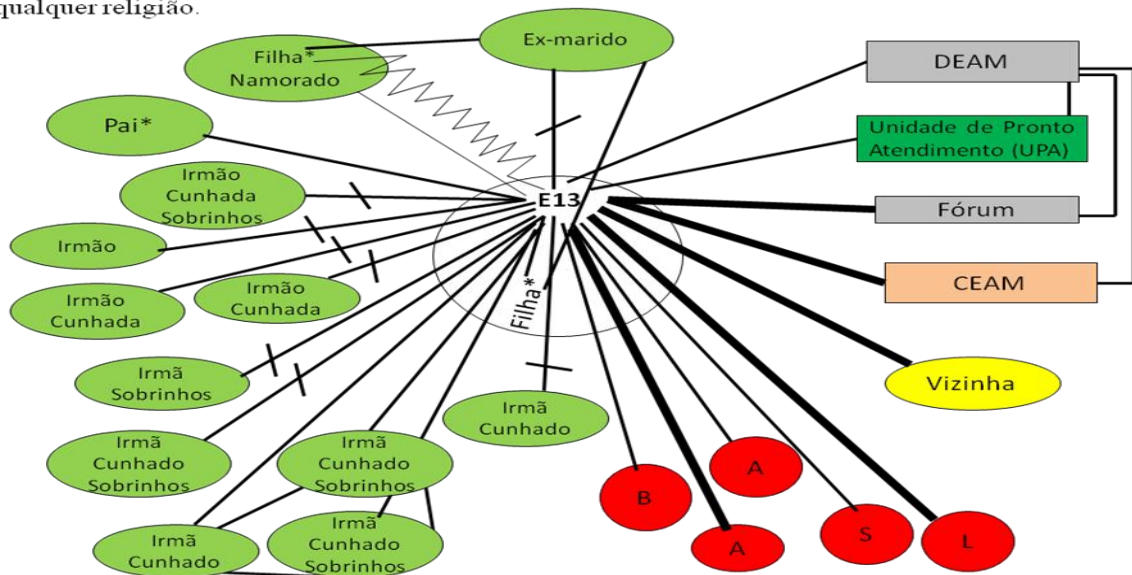 qualquer religião.
Filha*
Namorado
Ex-marido
DEAM
Pai*
Unidade de Pronto
Atendimento (UPA)
Irmão
Cunhada
Sobrinhos
E13
Fórum
Irmão
Irmão
Cunhada
Irmão
Cunhada
CEAM
Filha*
Irmã
Sobrinhos
Vizinha
Irmã
Cunhado
Irmã
Cunhado
Sobrinhos
Irmã
Cunhado
Sobrinhos
A
B
Irmã
Cunhado
Irmã
Cunhado
Sobrinhos
A
S
L